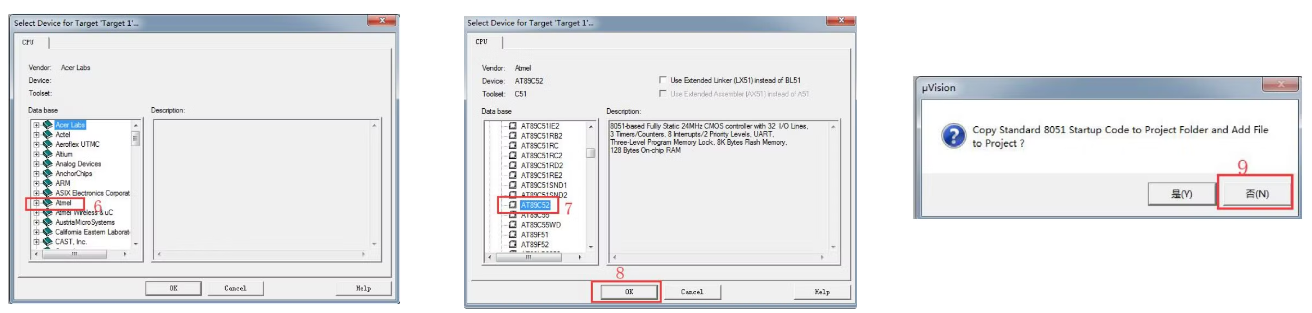 Select Device for Target 'Target 1'...
CPU
Vendor: Acer Labs
Device:
Toolset:
Data base
Description:
Acer Labs
Actel
Aeroflex UTMC
Altium
Analog Devices
AnchorChips
ARM
ASIX Electronics Corporat
Atmel
6
Atmel Wireless & uC
AustriaMicroSystems
California Eastern Laborat
CAST, Inc.
OK
Cancel
Help
Select Device for Target 'Target 1'...
CPU
Vendor: Atmel
Device: AT89C52
Toolset: C51
Use Extended Linker (LX51) instead of BL51
Use Extended Assembler (AX51) instead of A51
Data base
Description:
AT89C51IE2
AT89C51RB2
AT89C51RC
AT89C51RC2
AT89C51RD2
AT89C51RE2
AT89C51SND1
AT89C51SND2
AT89C52
7
AT89C55
AT89C55WD
AT89F51
AT89F52
8051-based Fully Static 24MHz CMOS controller with 32 I/O Lines,
3 Timers/Counters, 8 Interrupts/2 Priority Levels, UART,
Three-Level Program Memory Lock, 8K Bytes Flash Memory,
128 Bytes On-chip RAM
8
OK
Cancel
Help
μVision
Copy Standard 8051 Startup Code to Project Folder and Add File
to Project ?
9
是(Y)
否(N)